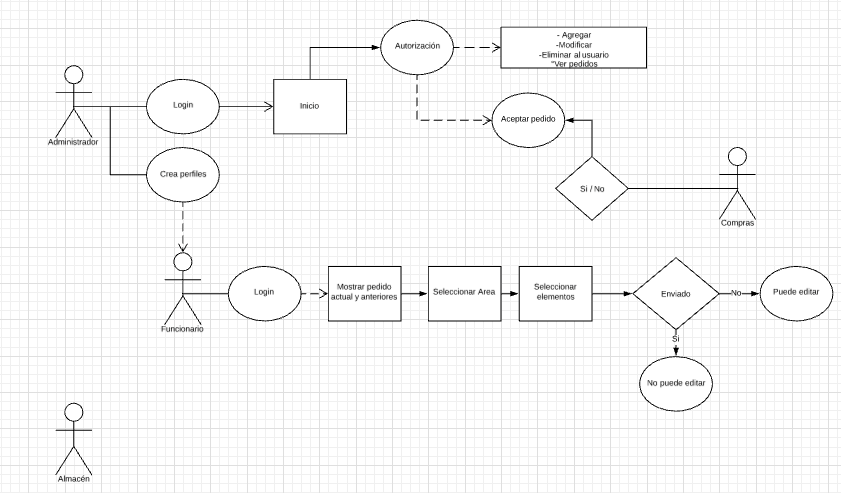 Autorización
- Agregar
-Modificar
-Eliminar al usuario
"Ver pedidos
Login
Inicio
Administrador
Aceptar pedido
Crea perfiles
Si / No
Compras
Login
Mostrar pedido
actual y anteriores
Seleccionar Area
Seleccionar
elementos
Enviado
No
Puede editar
Funcionario
Si
No puede editar
Almacén